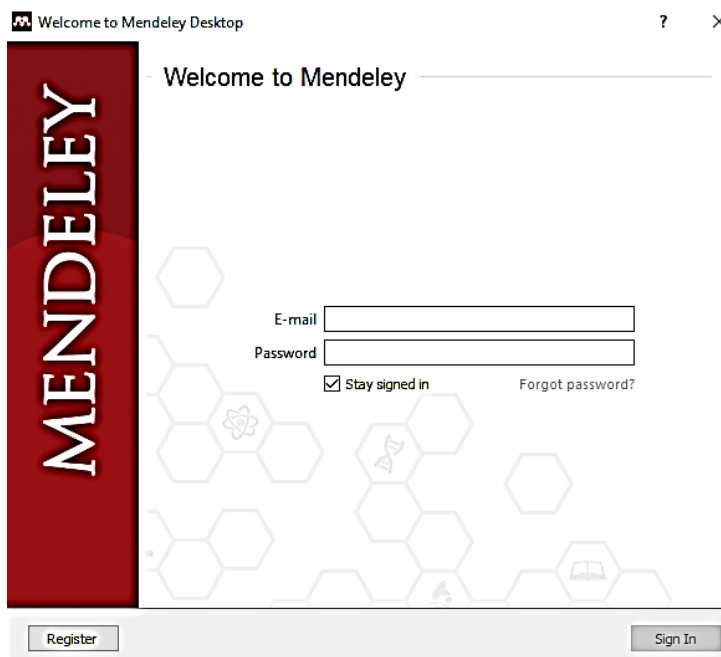 Welcome to Mendeley Desktop
?
MENDELEY
Welcome to Mendeley
E-mail
Password
Stay signed in
Forgot password?
Register
Sign In